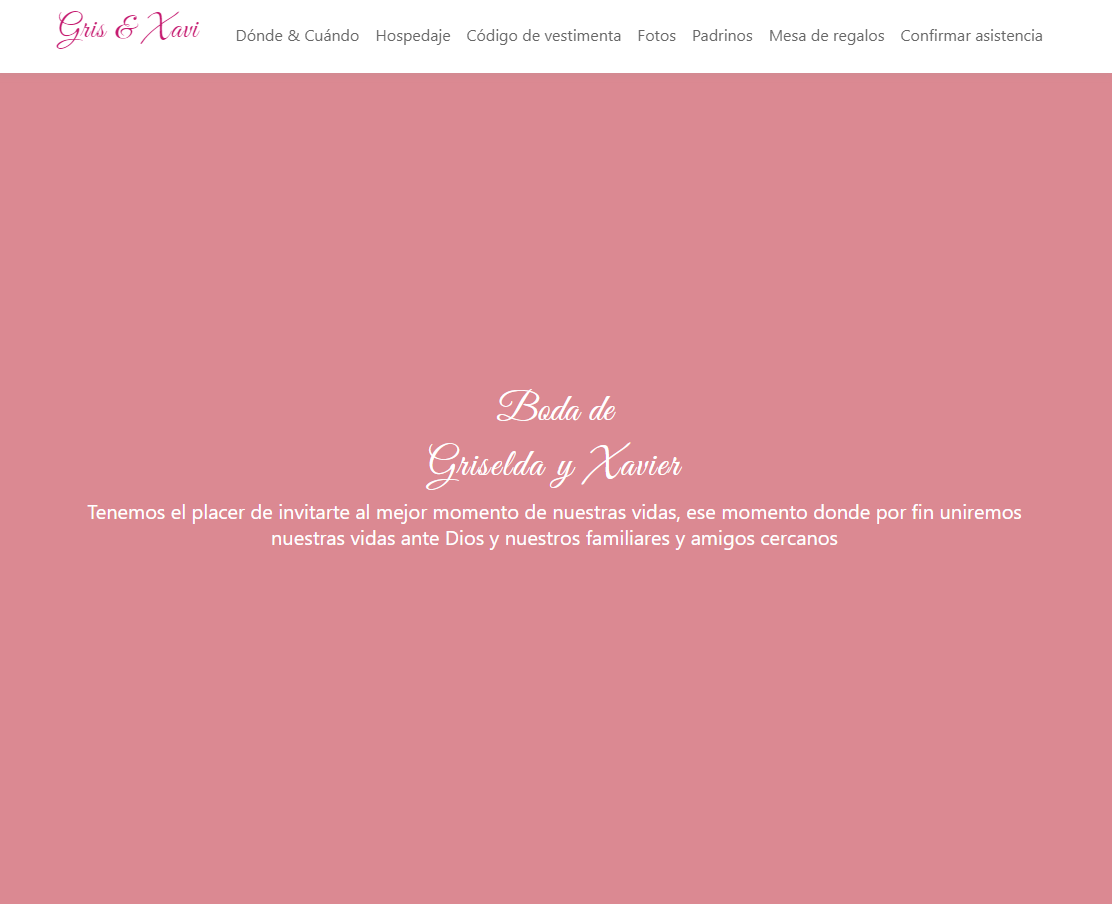 Gris & Xavi Dónde & Cuándo Hospedaje Código de vestimenta Fotos Padrinos Mesa de regalos Confirmar asistencia
Boda de
Griselda y Xavier
Tenemos el placer de invitarte al mejor momento de nuestras vidas, ese momento donde por fin uniremos
nuestras vidas ante Dios y nuestros familiares y amigos cercanos